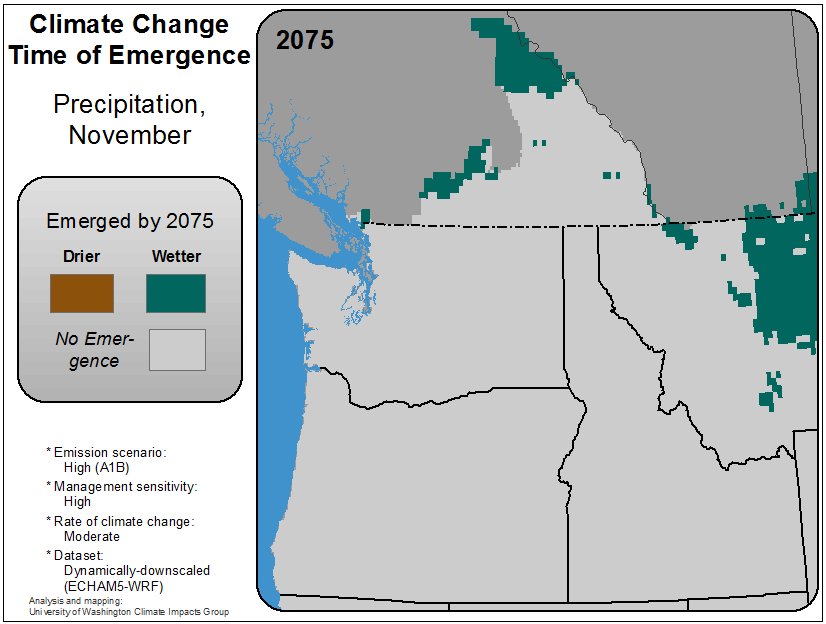 Climate Change
Time of Emergence
Precipitation,
November
2075
Emerged by 2075
Drier
Wetter
No Emer-
gence
* Emission scenario:
High (A1B)
* Management sensitivity:
High
* Rate of climate change:
Moderate
* Dataset:
Dynamically-downscaled
(ECHAM5-WRF)
Analysis and mapping:
University of Washington Climate Impacts Group